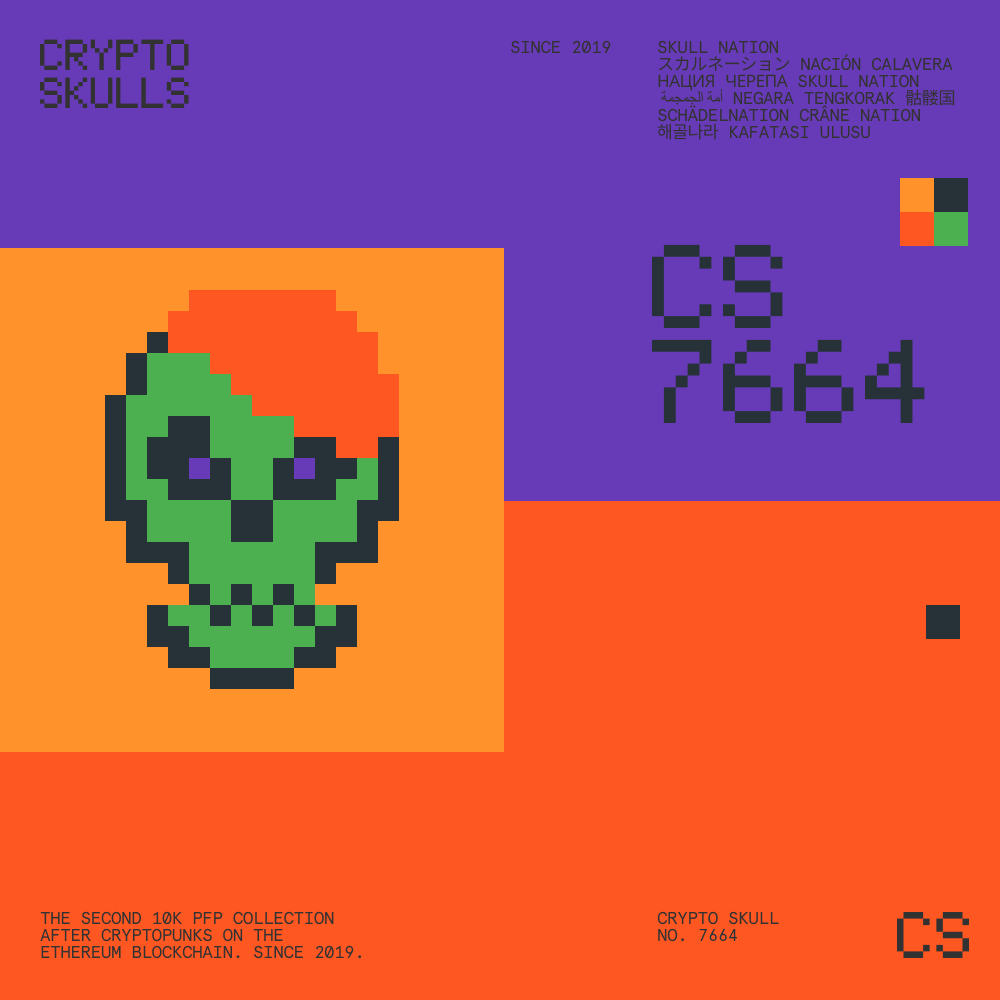 CRYPTO
SKULLS
SINCE 2019
SKULL NATION
スカルネーション NACIÓN CALAVERA
НАЦИЯ ЧЕРЕПА SKULL NATION
أمة الجمجمة NEGARA TENGKORAK 骷髅国
SCHÄDELNATION CRÂNE NATION
해골나라 KAFATASI ULUSU
CS
7664
THE SECOND 10K PFP COLLECTION
AFTER CRYPTOPUNKS ON THE
ETHEREUM BLOCKCHAIN. SINCE 2019.
CRYPTO SKULL
NO. 7664
CS